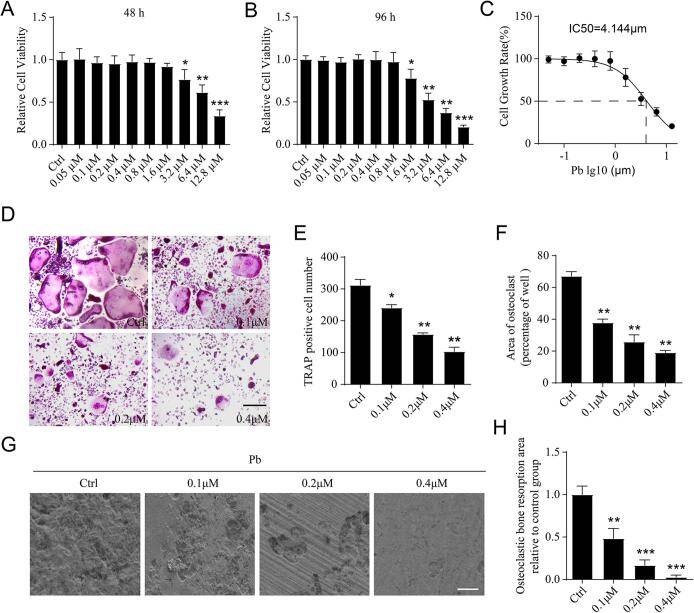 A
48 h
Relative Cell Viability
1.5
1.0
0.5
0.0
*
**
***
Ctrl
0.05 μM
0.1 μM
0.2 μM
0.4 μM
0.8 μM
1.6 μM
3.2 μM
6.4 μM
12.8 μM
B
96 h
Relative Cell Viability
1.5
1.0
0.5
0.0
*
**
**
***
Ctrl
0.05 μM
0.1 μM
0.2 μM
0.4 μM
0.8 μM
1.6 μM
3.2 μM
6.4 μM
12.8 μM
C
IC50=4.144μm
Cell Growth Rate(%)
150
100
50
0
-1
0
1
Pb lg10 (μm)
D
Ctrl
0.1μM
0.2μM
0.4μM
E
TRAP positive cell number
400
300
200
100
0
*
**
**
Ctrl
0.1μM
0.2μM
0.4μM
F
Area of osteoclast
(percentage of well )
80
60
40
20
0
**
**
**
Ctrl
0.1μM
0.2μM
0.4μM
G
Pb
Ctrl
0.1μM
0.2μM
0.4μM
H
Osteoclastic bone resorption area
relative to control group
1.5
1.0
0.5
0.0
**
***
***
Ctrl
0.1μM
0.2μM
0.4μM